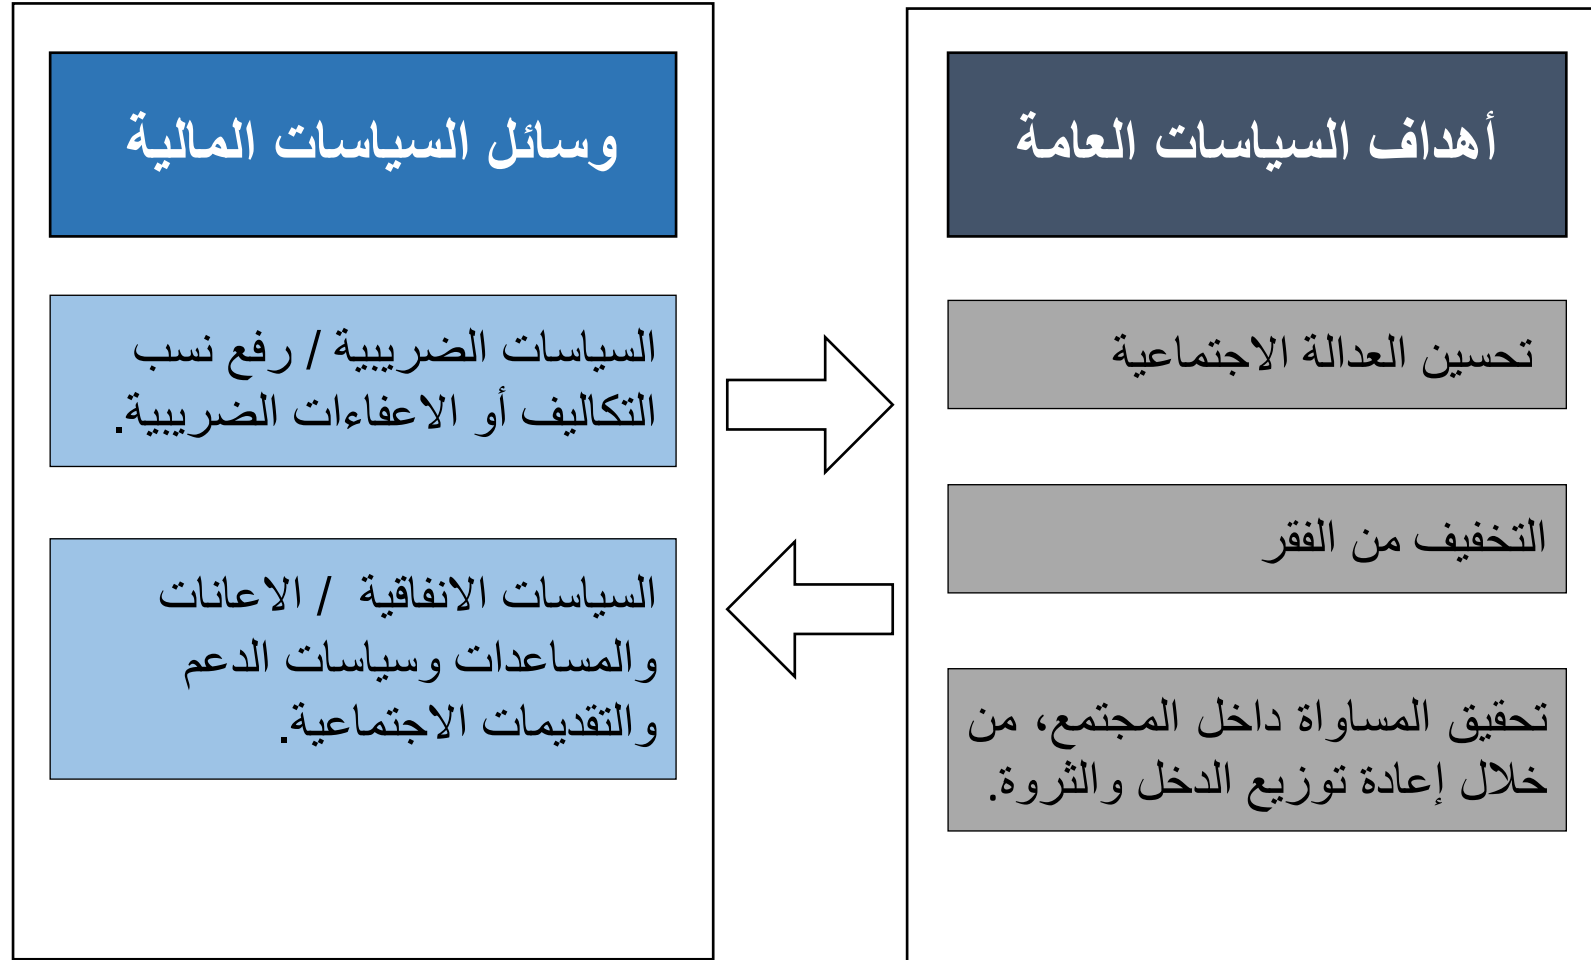 أهداف السياسات العامة
تحسين العدالة الاجتماعية
التخفيف من الفقر
تحقيق المساواة داخل المجتمع، من
خلال إعادة توزيع الدخل والثروة.
وسائل السياسات المالية
السياسات الضريبية / رفع نسب
التكاليف أو الاعفاءات الضريبية.
السياسات الانفاقية / الاعانات
والمساعدات وسياسات الدعم
والتقديمات الاجتماعية.